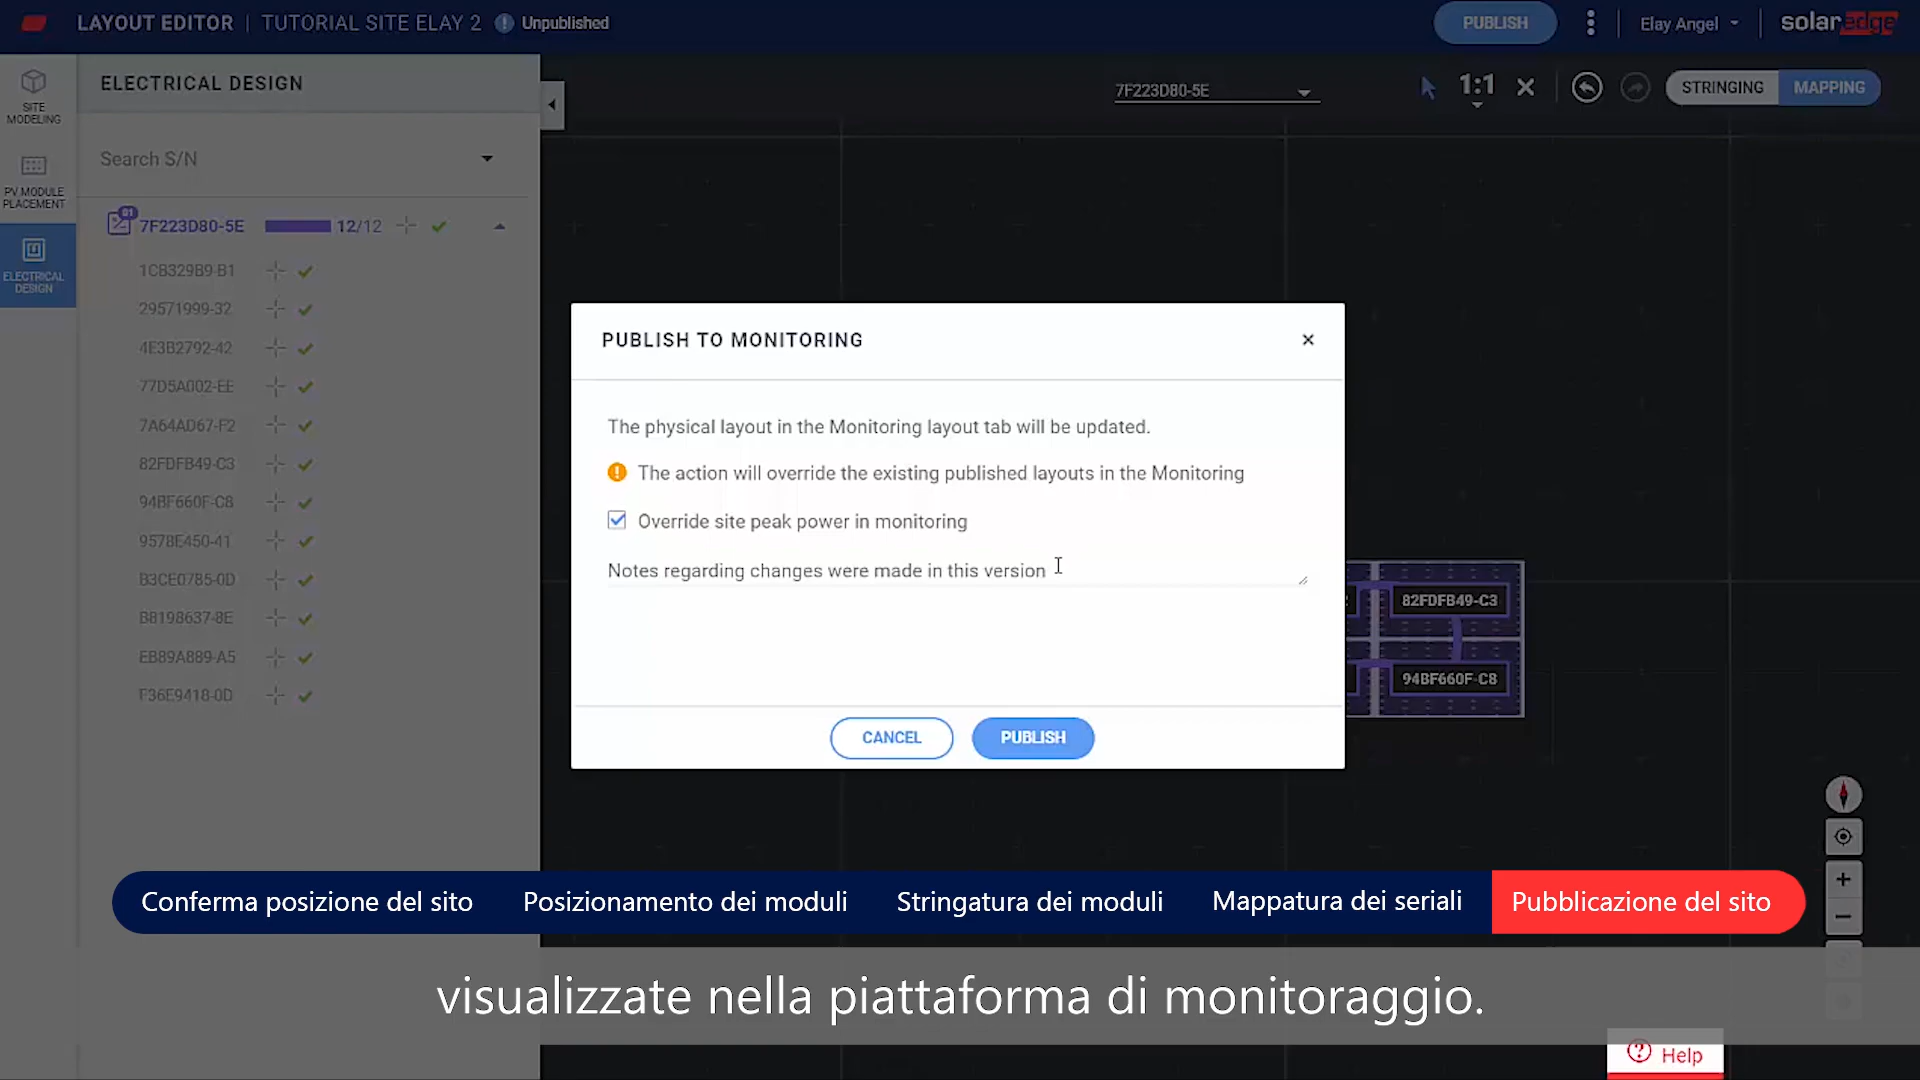 LAYOUT EDITOR | TUTORIAL SITE ELAY 2 Unpublished
PUBLISH
Elay Angel
solaredge
SITE
MODELING
PV MODULE
PLACEMENT
ELECTRICAL
DESIGN
ELECTRICAL DESIGN
Search S/N
01
7F223D80-5E 12/12
1CB329B9-B1
29571999-32
4E3B2792-42
77D5A002-EE
7A64AD67-F2
82FDFB49-C3
94BF660F-C8
9578E450-41
B3CE0785-0D
B8198637-8E
EB89A889-A5
F36E9418-0D
7F223D80-5E
1:1
STRINGING
MAPPING
PUBLISH TO MONITORING
The physical layout in the Monitoring layout tab will be updated.
The action will override the existing published layouts in the Monitoring
Override site peak power in monitoring
Notes regarding changes were made in this version
CANCEL
PUBLISH
82FDFB49-C3
94BF660F-C8
Conferma posizione del sito
Posizionamento dei moduli
Stringatura dei moduli
Mappatura dei seriali
Pubblicazione del sito
visualizzate nella piattaforma di monitoraggio.
Help